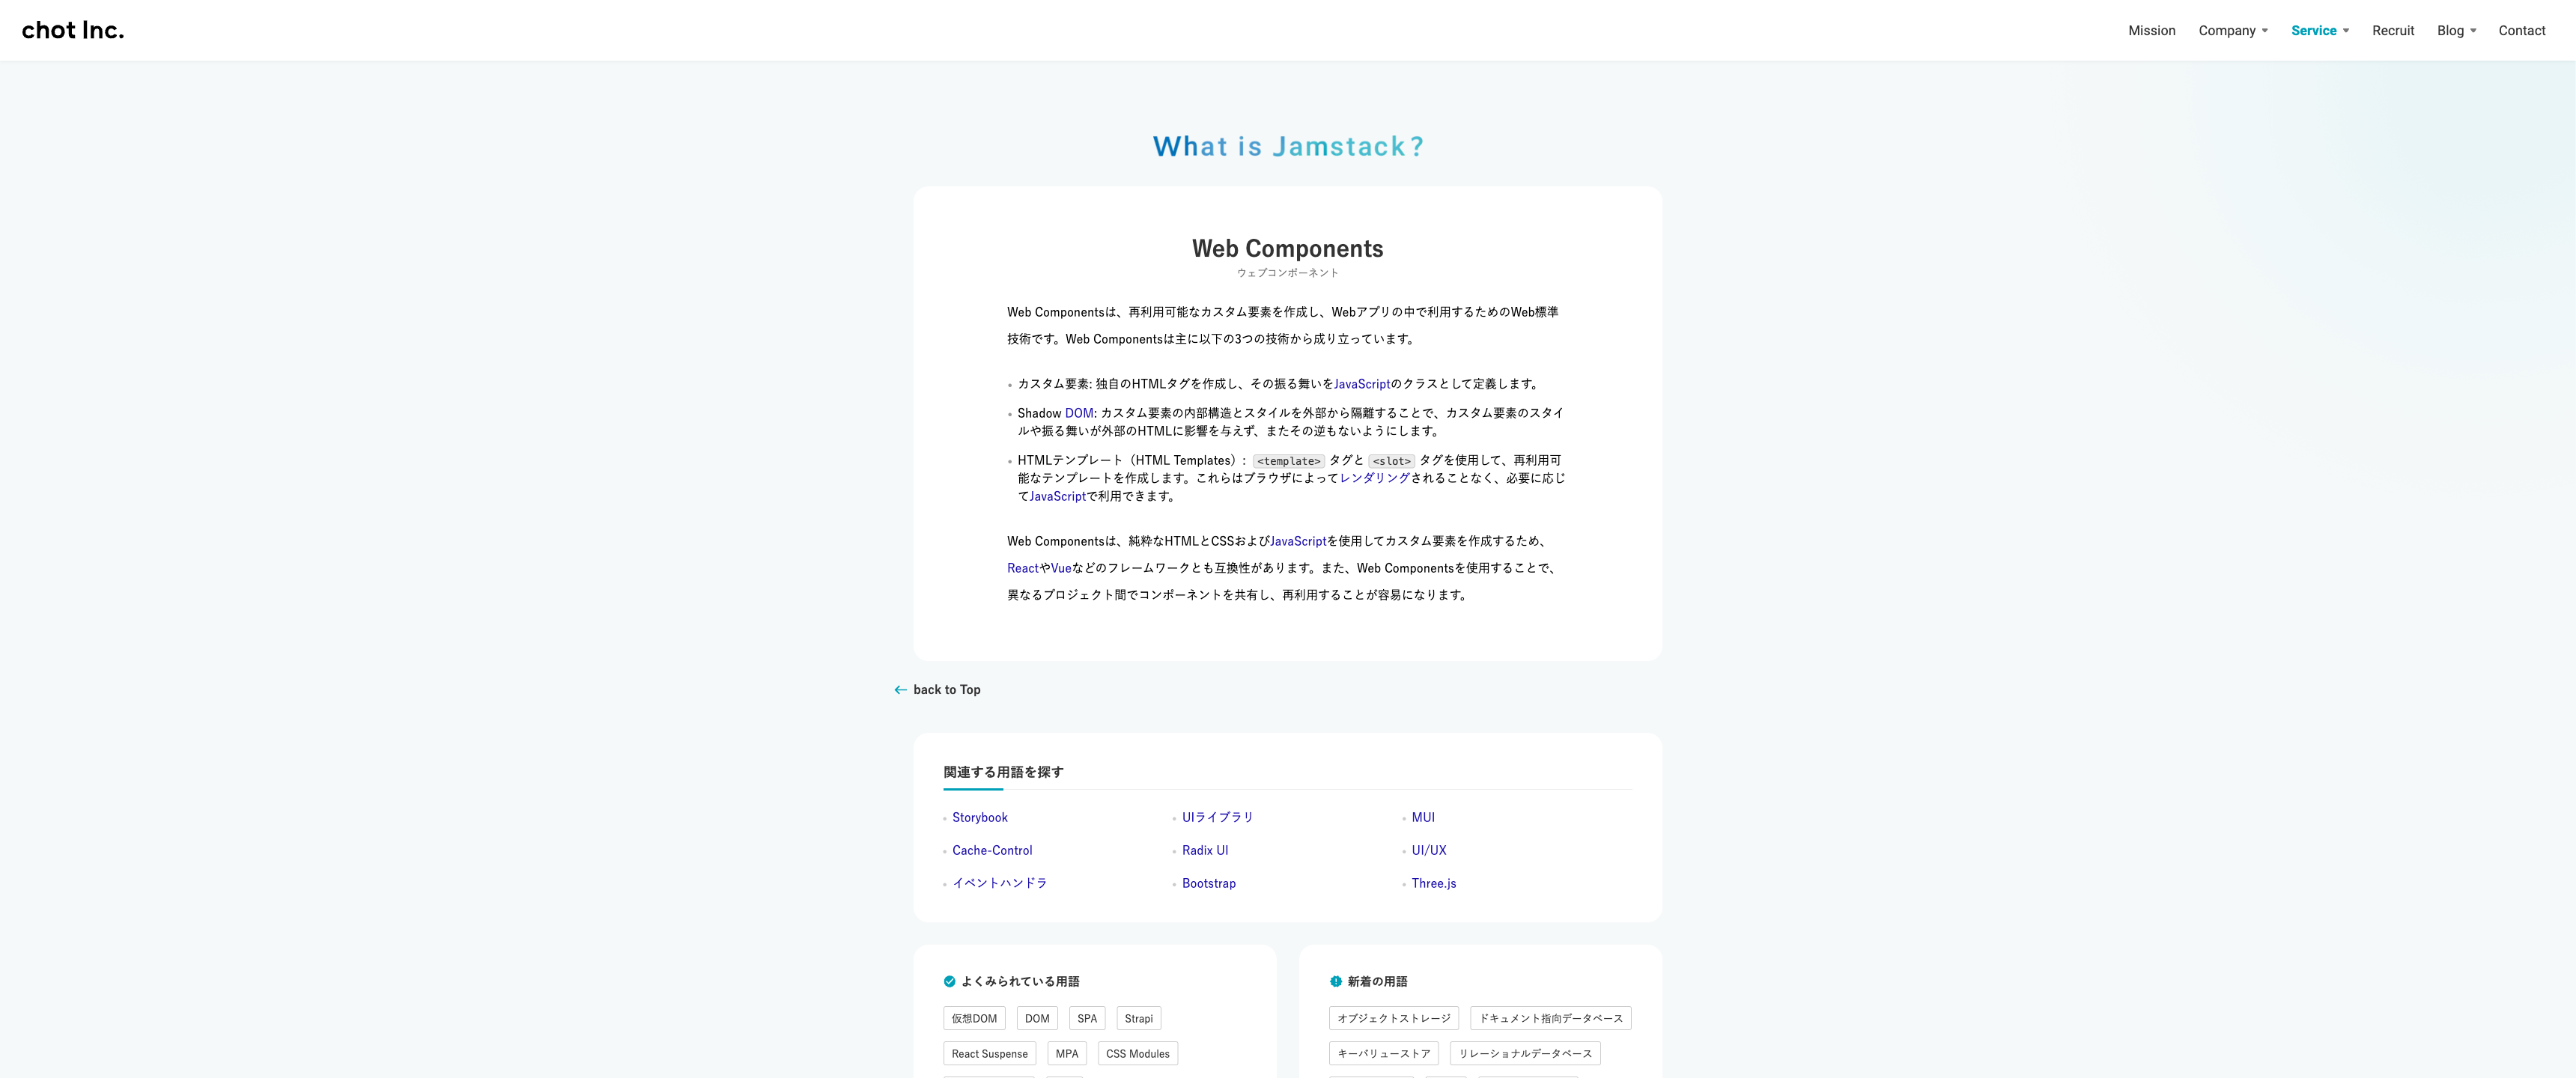 chot Inc.
Mission
Company
Service
Recruit
Blog
Contact
What is Jamstack?
Web Components
ウェブコンポーネント
Web Componentsは、再利用可能なカスタム要素を作成し、Webアプリの中で利用するためのWeb標準
技術です。Web Componentsは主に以下の3つの技術から成り立っています。
カスタム要素: 独自のHTMLタグを作成し、その振る舞いをJavaScriptのクラスとして定義します。
Shadow DOM: カスタム要素の内部構造とスタイルを外部から隔離することで、カスタム要素のスタイ
ルや振る舞いが外部のHTMLに影響を与えず、またその逆もないようにします。
HTMLテンプレート（HTML Templates）: <template> タグと <slot> タグを使用して、再利用可
能なテンプレートを作成します。これらはブラウザによってレンダリングされることなく、必要に応じ
てJavaScriptで利用できます。
Web Componentsは、純粋なHTMLとCSSおよびJavaScriptを使用してカスタム要素を作成するため、
ReactやVueなどのフレームワークとも互換性があります。また、Web Componentsを使用することで、
異なるプロジェクト間でコンポーネントを共有し、再利用することが容易になります。
back to Top
関連する用語を探す
Storybook
UIライブラリ
MUI
Cache-Control
Radix UI
UI/UX
イベントハンドラ
Bootstrap
Three.js
よくみられている用語
仮想DOM
DOM
SPA
Strapi
React Suspense
MPA
CSS Modules
新着の用語
オブジェクトストレージ
ドキュメント指向データベース
キーバリューストア
リレーショナルデータベース